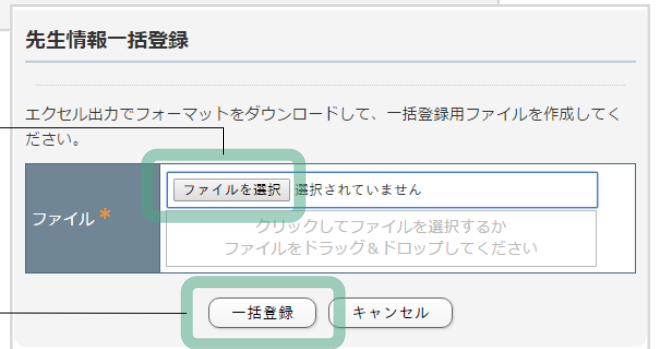 先生情報一括登録
エクセル出力でフォーマットをダウンロードして、一括登録用ファイルを作成してく
ださい。
ファイル*
ファイルを選択 選択されていません
クリックしてファイルを選択するか
ファイルをドラッグ＆ドロップしてください
一括登録 キャンセル